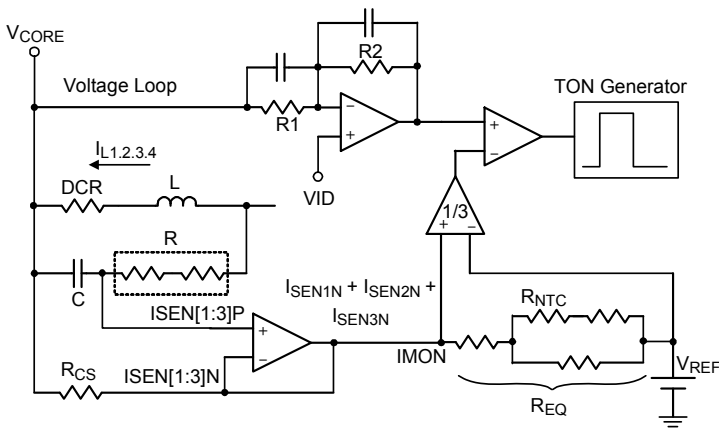 VCORE
Voltage Loop
R2
R1
TON Generator
VID
IL1.2.3.4
DCR
L
R
C
1/3
ISEN[1:3]P
ISEN1N + ISEN2N +
ISEN3N
RNTC
IMON
RCS
ISEN[1:3]N
REQ
VREF
+
−
+
−
+
−
+
−